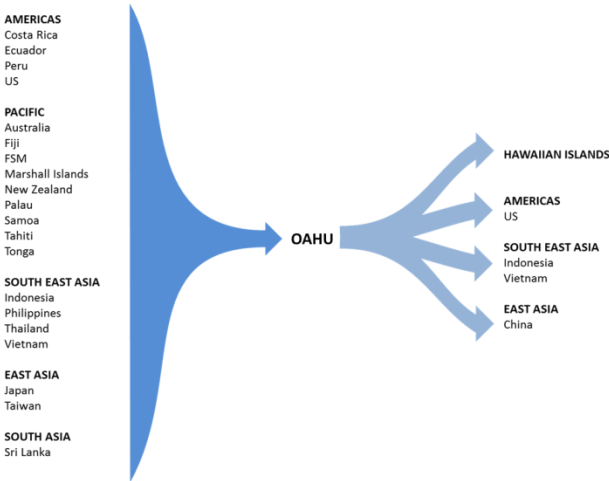 AMERICAS
Costa Rica
Ecuador
Peru
US
PACIFIC
Australia
Fiji
FSM
Marshall Islands
New Zealand
Palau
Samoa
Tahiti
Tonga
SOUTH EAST ASIA
Indonesia
Philippines
Thailand
Vietnam
EAST ASIA
Japan
Taiwan
SOUTH ASIA
Sri Lanka
OAHU
HAWAIIAN ISLANDS
AMERICAS
US
SOUTH EAST ASIA
Indonesia
Vietnam
EAST ASIA
China